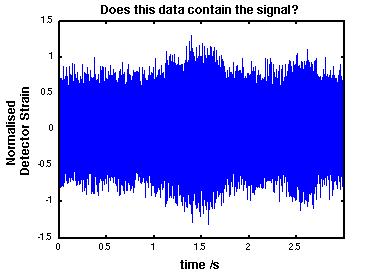 Does this data contain the signal?
1.5
1
0.5
0
-0.5
-1
-1.5
Normalised
Detector Strain
0 0.5 1 1.5 2 2.5
time /s